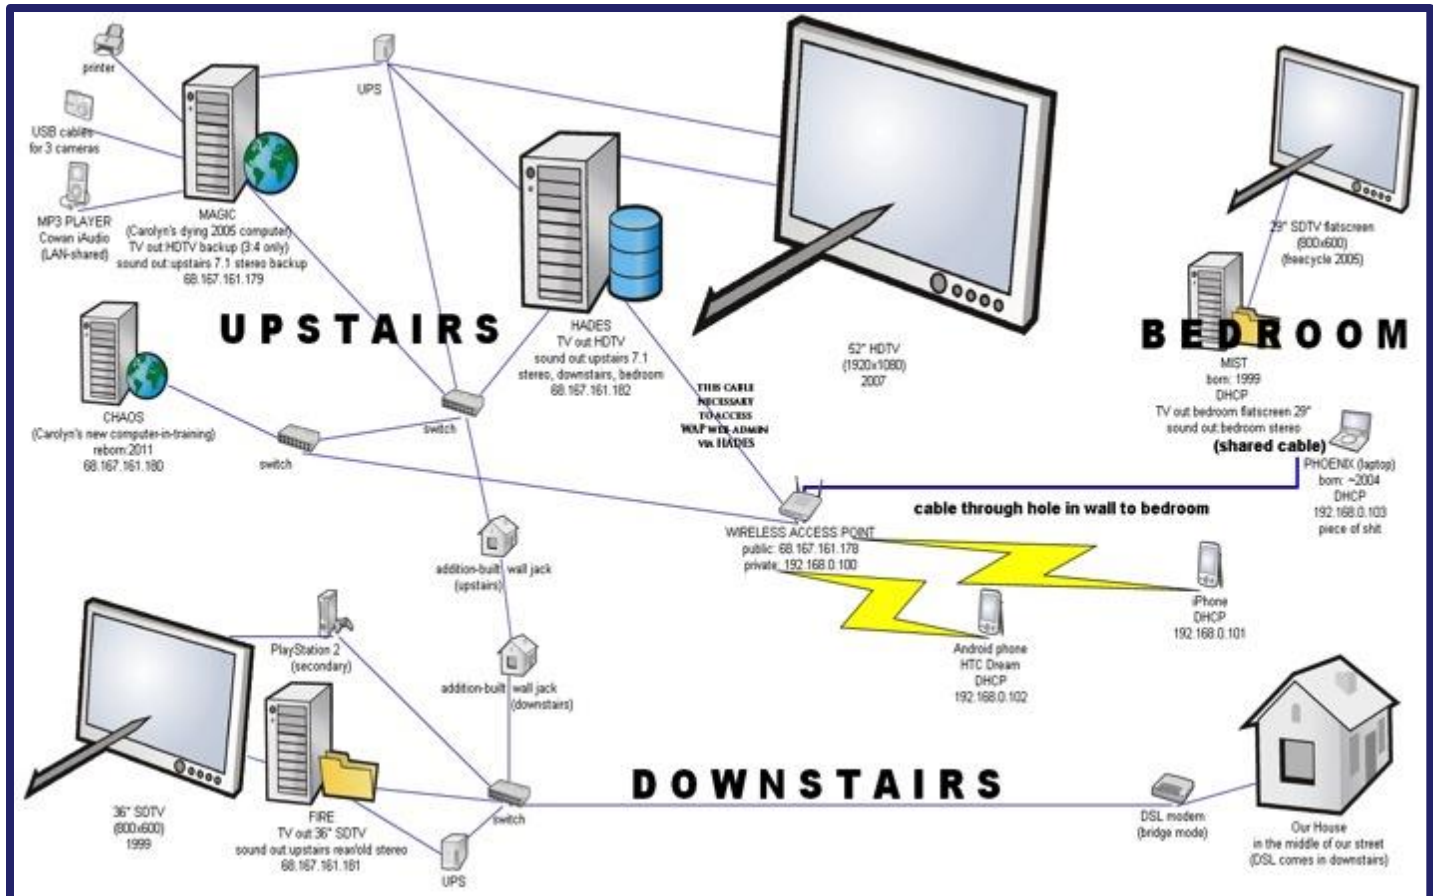 printer
UPS
USB cables
for 3 cameras
MP3 PLAYER
Cowan iAudio
(LAN-shared)
MAGIC
(Carolyn's dying 2005 computer)
TV out HDTV backup (3:4 only)
sound out:upstairs 7.1 stereo backup
68.167.161.179
UPSTAIRS
HADES
TV out HDTV
sound out upstairs 7.1
stereo, downstairs, bedroom
68.167.161.182
52" HDTV
(1920x1080)
2007
29" SDTV flatscreen
(800x600)
(freecycle 2005)
BEDROOM
MIST
born: 1999
DHCP
TV out bedroom flatscreen 29"
sound out:bedroom stereo
(shared cable)
PHOENIX (laptop)
born: ~2004
DHCP
192.168.0.103
piece of shit
CHAOS
(Carolyn's new computer-in-training)
reborn:2011
68.167.161.180
switch
switch
THIS CABLE
NECESSARY
TO ACCESS
WAP WEB-ADMIN
VIA HADES
cable through hole in wall to bedroom
WIRELESS ACCESS POINT
public: 68.167.161.178
private: 192.168.0.100
iPhone
DHCP
192.168.0.101
Android phone
HTC Dream
DHCP
192.168.0.102
addition-built wall jack
(upstairs)
addition-built wall jack
(downstairs)
PlayStation 2
(secondary)
36" SDTV
(800x600)
1999
FIRE
TV out 36" SDTV
sound out:upstairs rear/old stereo
68.167.161.181
UPS
switch
DOWNSTAIRS
DSL modem
(bridge mode)
Our House
in the middle of our street
(DSL comes in downstairs)